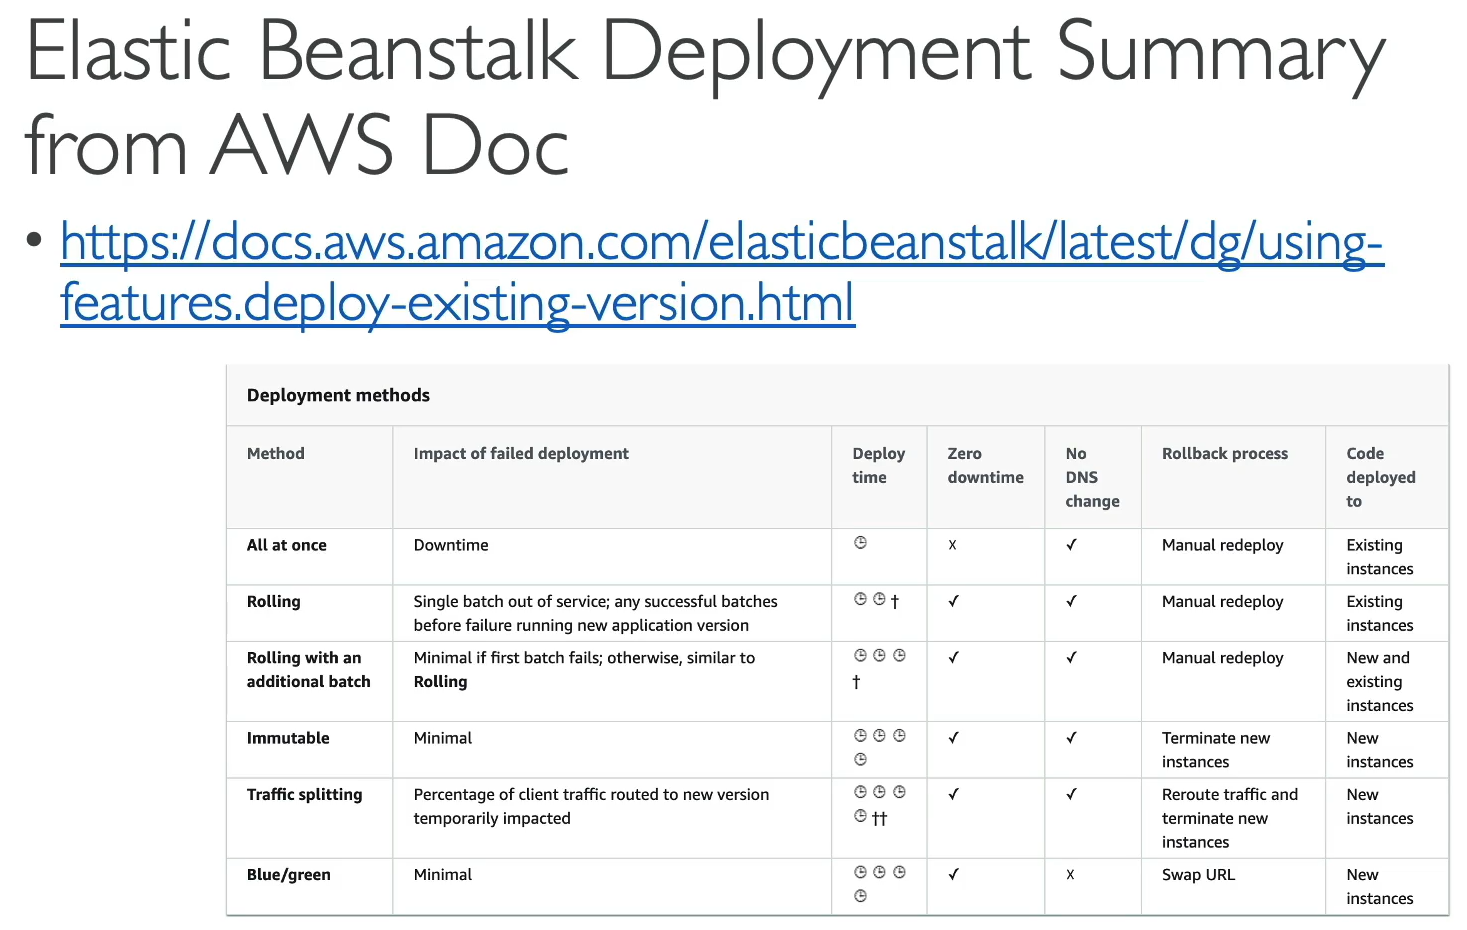 Elastic Beanstalk Deployment Summary
from AWS Doc
• https://docs.aws.amazon.com/elasticbeanstalk/latest/dg/using-
features.deploy-existing-version.html
Deployment methods
Method
Impact of failed deployment
Deploy
time
Zero
downtime
No
DNS
change
Rollback process
Code
deployed
to
All at once
Downtime
x
✓
Manual redeploy
Existing
instances
Rolling
Single batch out of service; any successful batches
before failure running new application version
†
✓
✓
Manual redeploy
Existing
instances
Rolling with an
additional batch
Minimal if first batch fails; otherwise, similar to
Rolling
†
✓
✓
Manual redeploy
New and
existing
instances
Immutable
Minimal
✓
✓
Terminate new
instances
New
instances
Traffic splitting
Percentage of client traffic routed to new version
temporarily impacted
††
✓
✓
Reroute traffic and
terminate new
instances
New
instances
Blue/green
Minimal
✓
x
Swap URL
New
instances